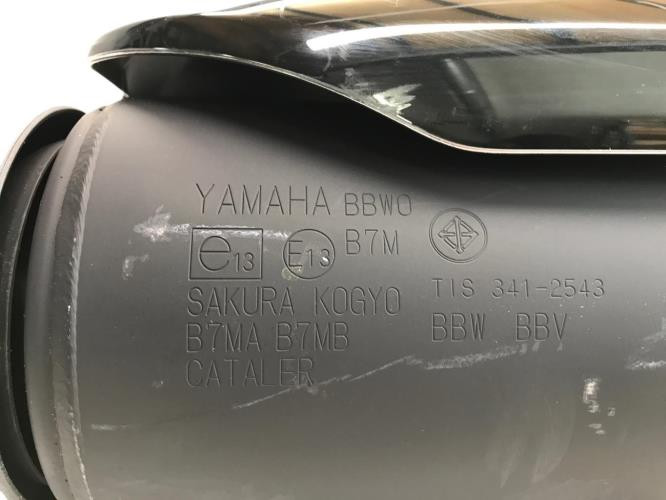 YAMAHA BBW0
e13 E13 B7M
SAKURA KOGYO
B7MA B7MB
CATALER
TIS 341-2543
BBW BBV